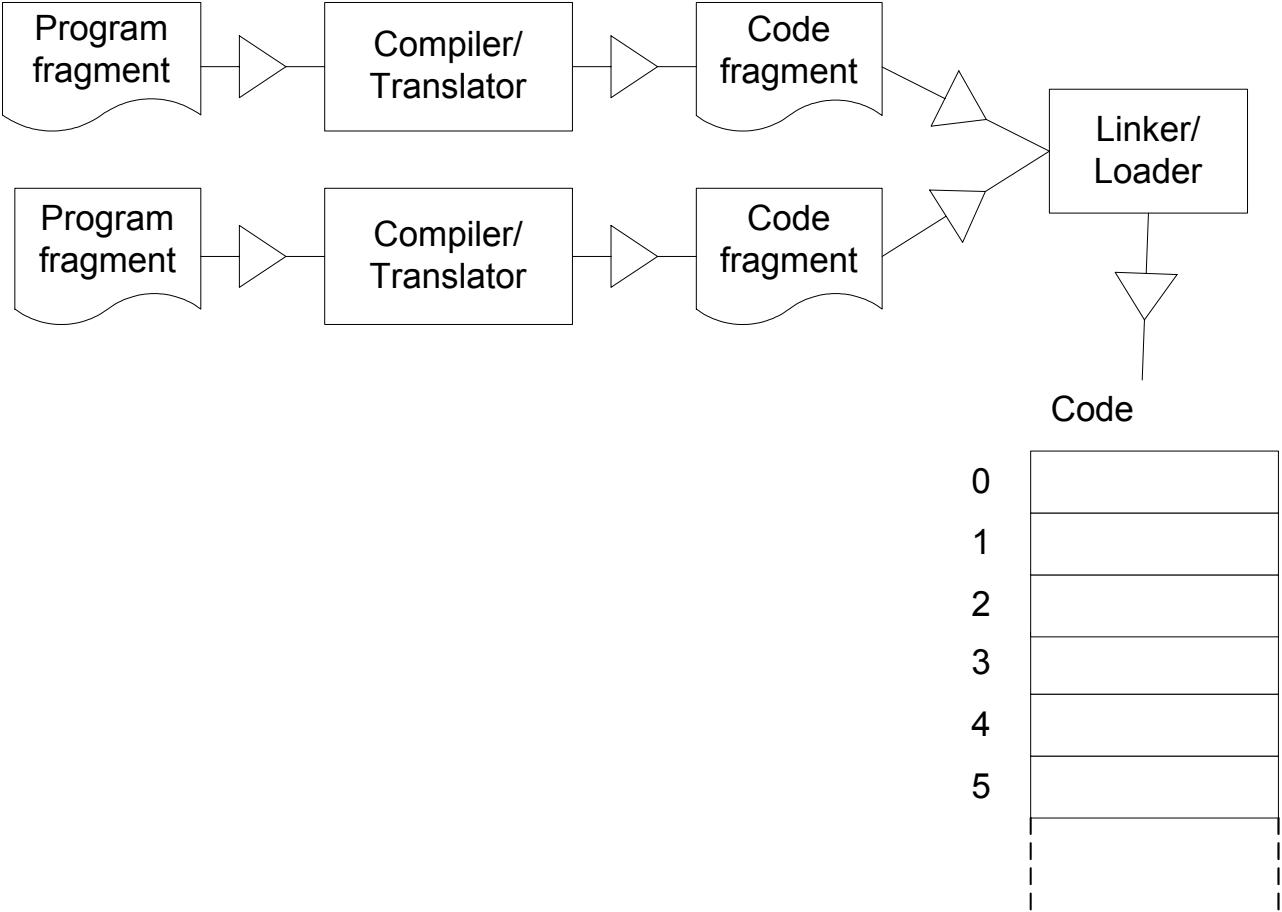 Program
fragment
Compiler/
Translator
Code
fragment
Linker/
Loader
Program
fragment
Compiler/
Translator
Code
fragment
Code
0
1
2
3
4
5